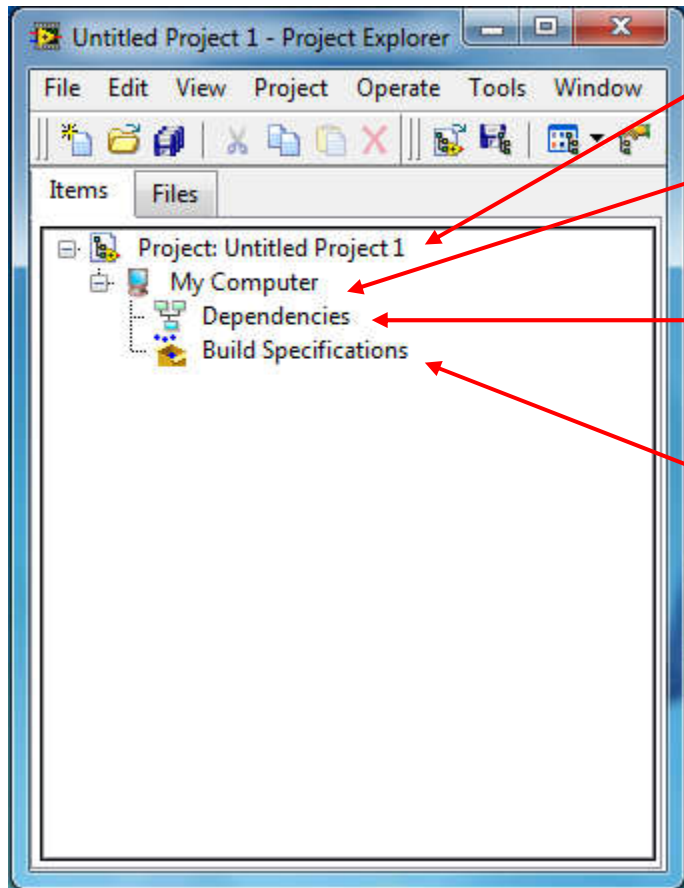 Untitled Project 1 - Project Explorer
File Edit View Project Operate Tools Window
Items Files
Project: Untitled Project 1
My Computer
Dependencies
Build Specifications